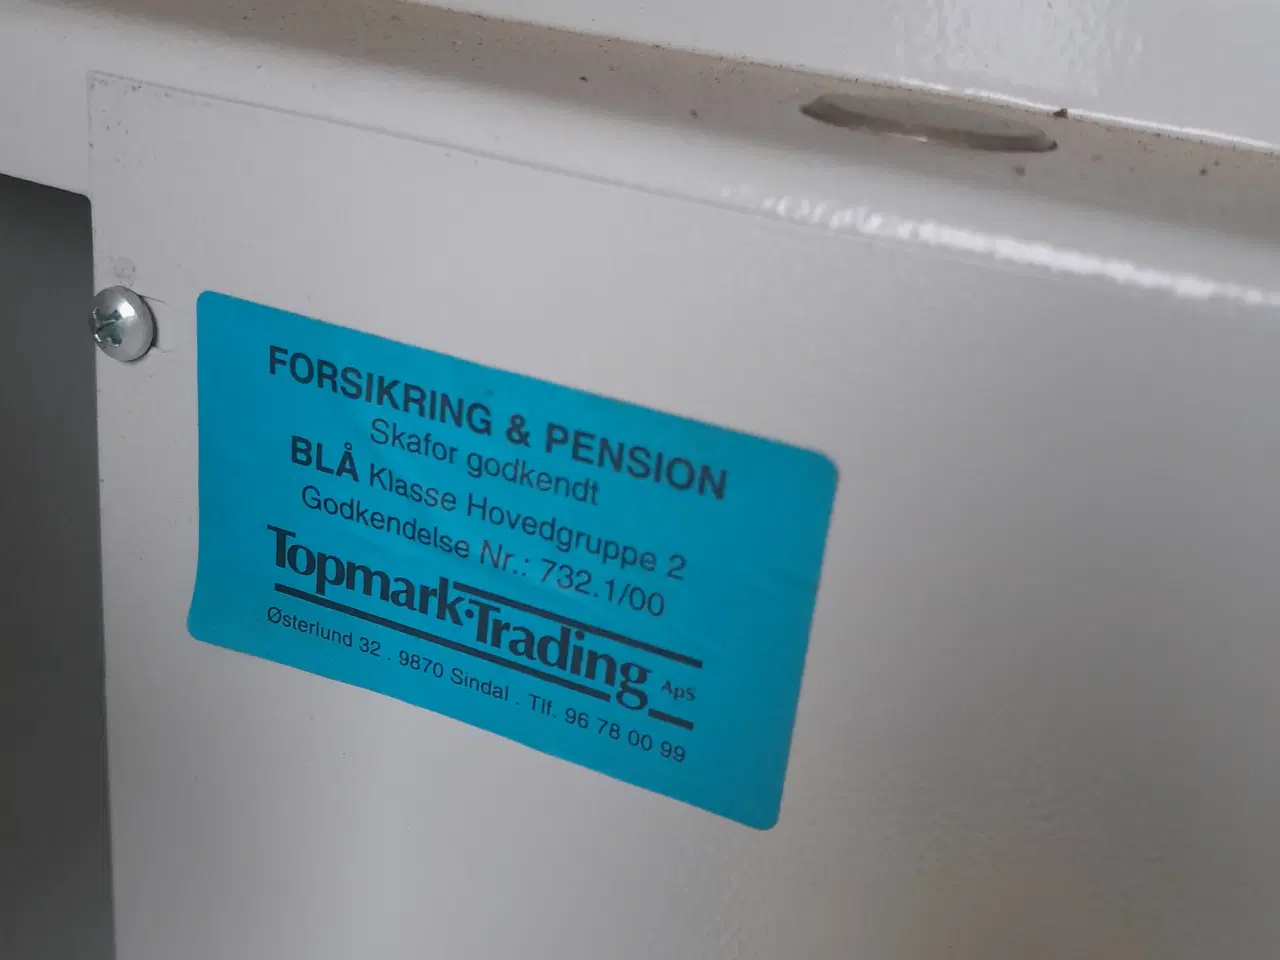 FORSIKRING & PENSION
Skafor godkendt
BLÅ Klasse Hovedgruppe 2
Godkendelse Nr.: 732.1/00
Topmark·Trading ApS
Østerlund 32 . 9870 Sindal . Tlf. 96 78 00 99